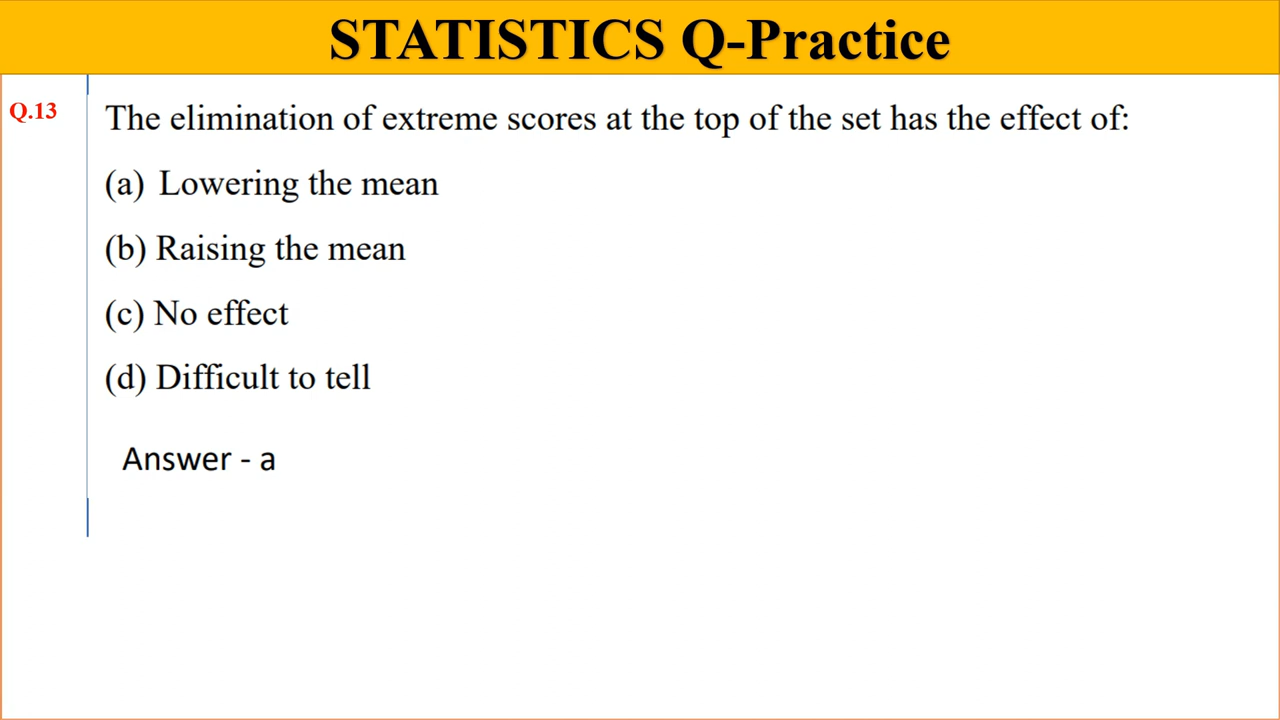 STATISTICS Q-Practice
Q.13
The elimination of extreme scores at the top of the set has the effect of:
(a) Lowering the mean
(b) Raising the mean
(c) No effect
(d) Difficult to tell
Answer - a